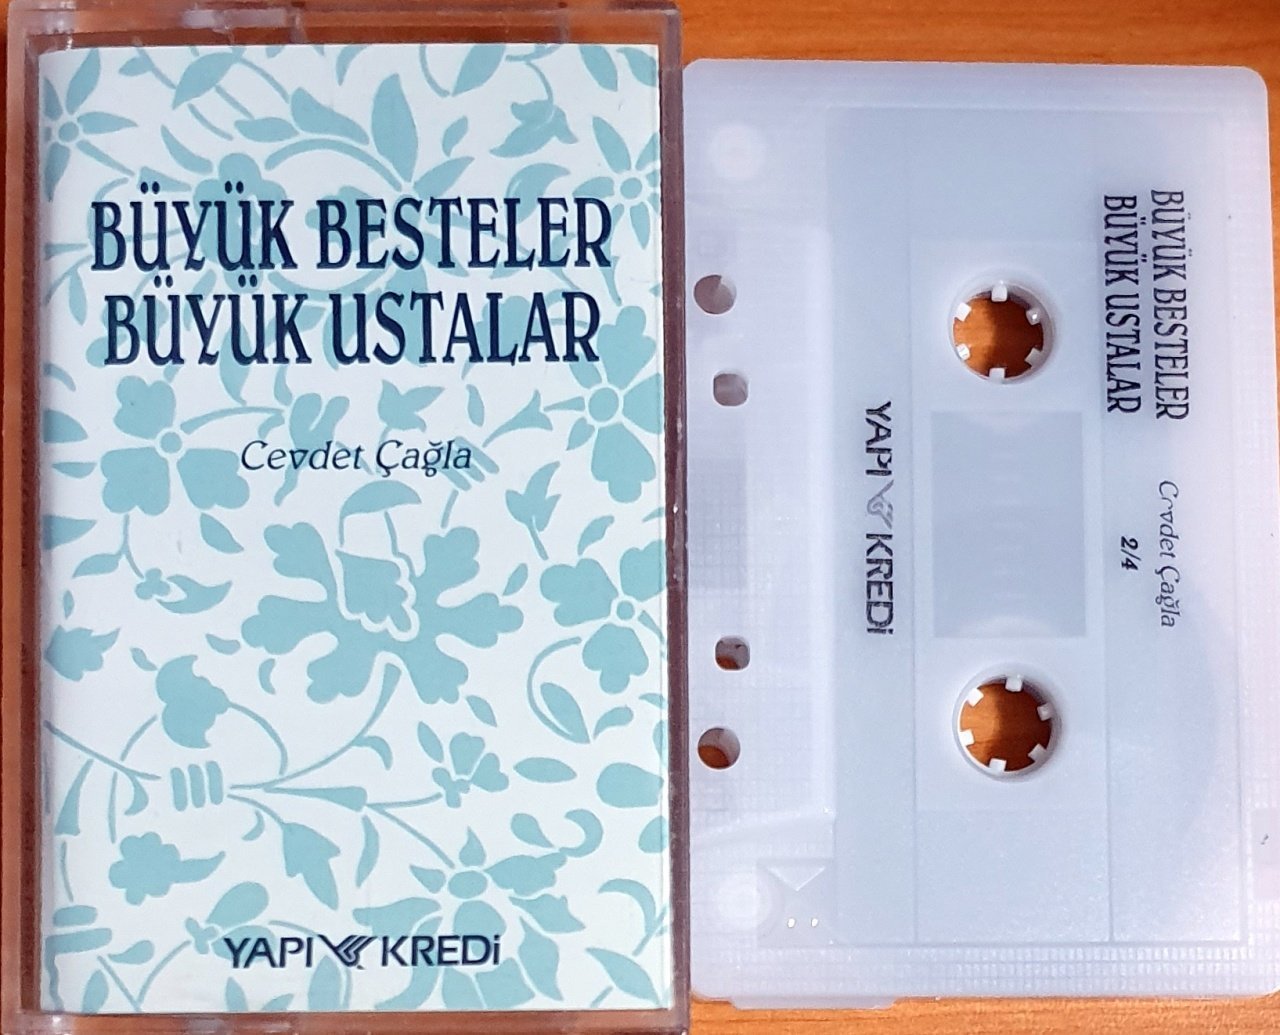 BÜYÜK BESTELER
BÜYÜK USTALAR
Cevdet Çağla
YAPI KREDİ
BÜYÜK BESTELER
BÜYÜK USTALAR
Cevdet Çağla
2/4
YAPI KREDİ